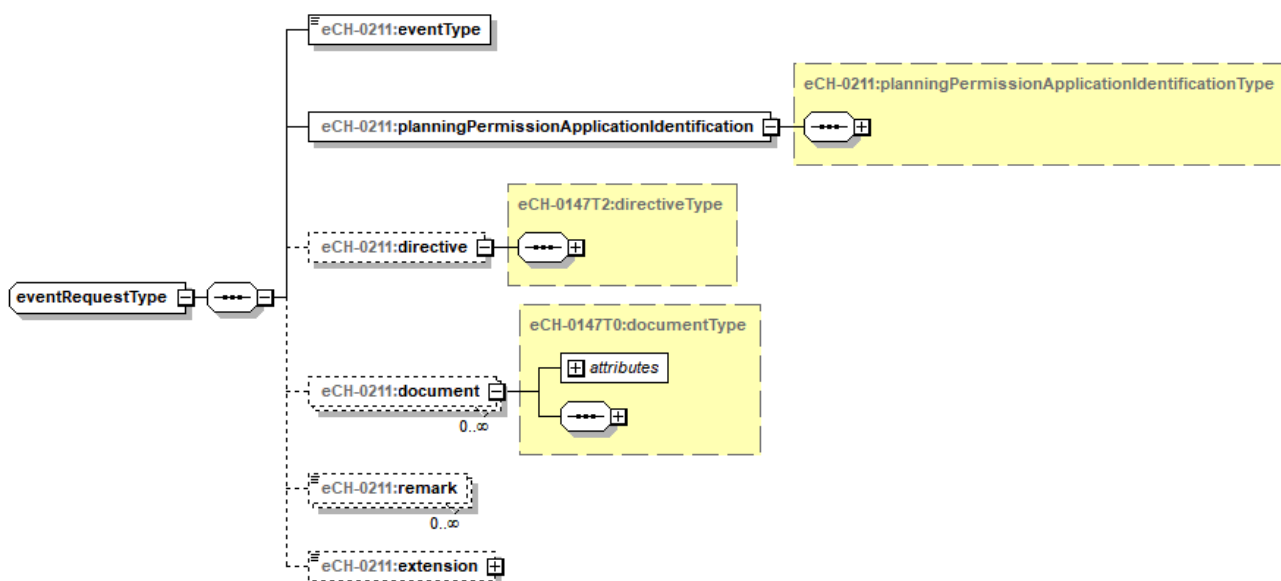 eCH-0211:eventType
eCH-0211:planningPermissionApplicationIdentificationType
eCH-0211:planningPermissionApplicationIdentification
eCH-0147T2:directiveType
eCH-0211:directive
eventRequestType
eCH-0147T0:documentType
attributes
eCH-0211:document
0..∞
eCH-0211:remark
0..∞
eCH-0211:extension